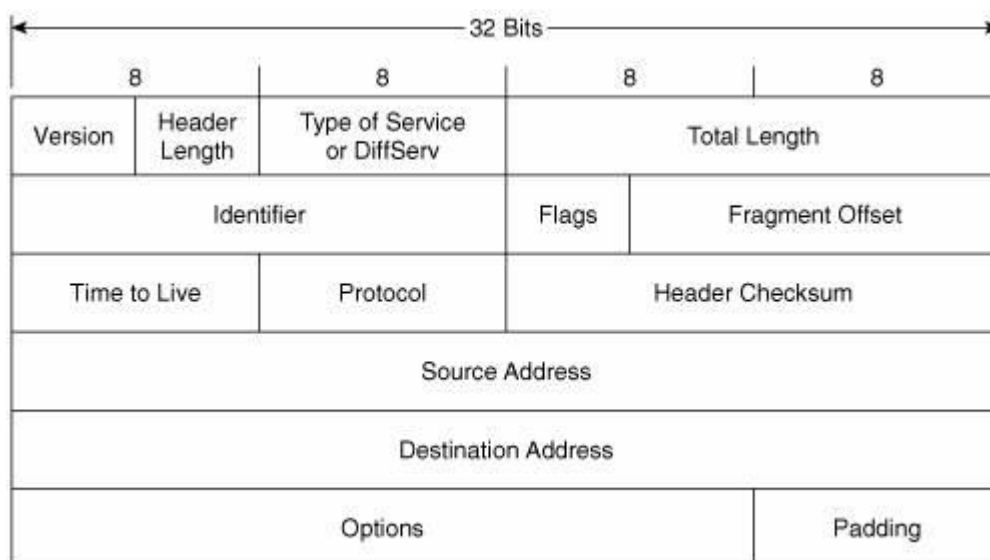 32 Bits
8 8 8 8
Version Header Length Type of Service or DiffServ Total Length
Identifier Flags Fragment Offset
Time to Live Protocol Header Checksum
Source Address
Destination Address
Options Padding